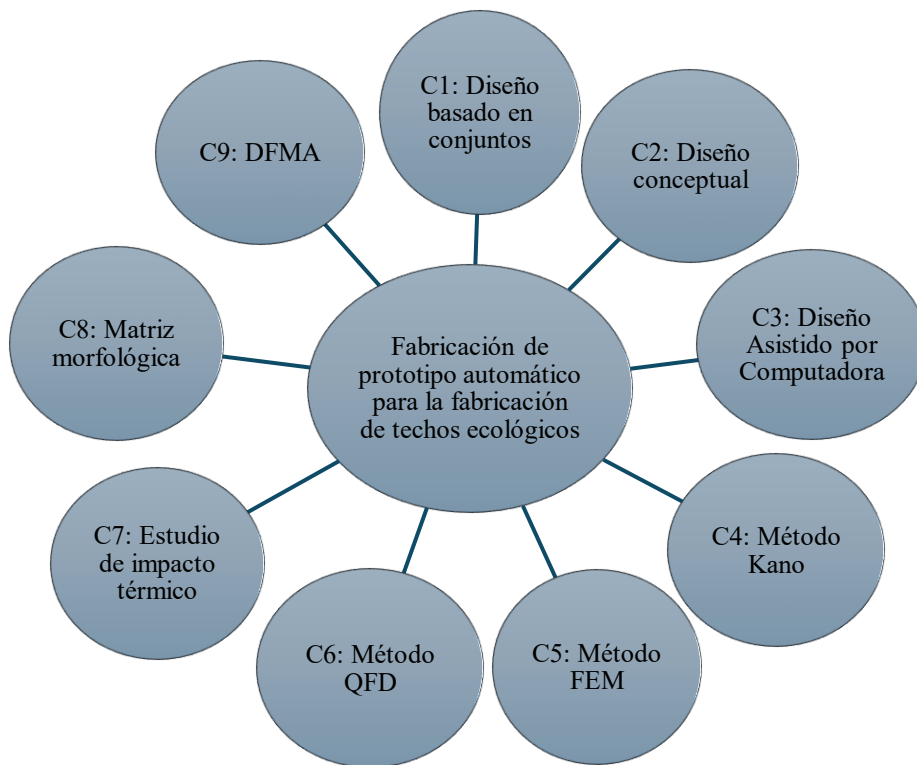 C1: Diseño
basado en
conjuntos
C2: Diseño
conceptual
C3: Diseño
Asistido por
Computadora
C4: Método
Kano
C5: Método
FEM
C6: Método
QFD
C7: Estudio
de impacto
térmico
C8: Matriz
morfológica
C9: DFMA
Fabricación de
prototipo automático
para la fabricación
de techos ecológicos